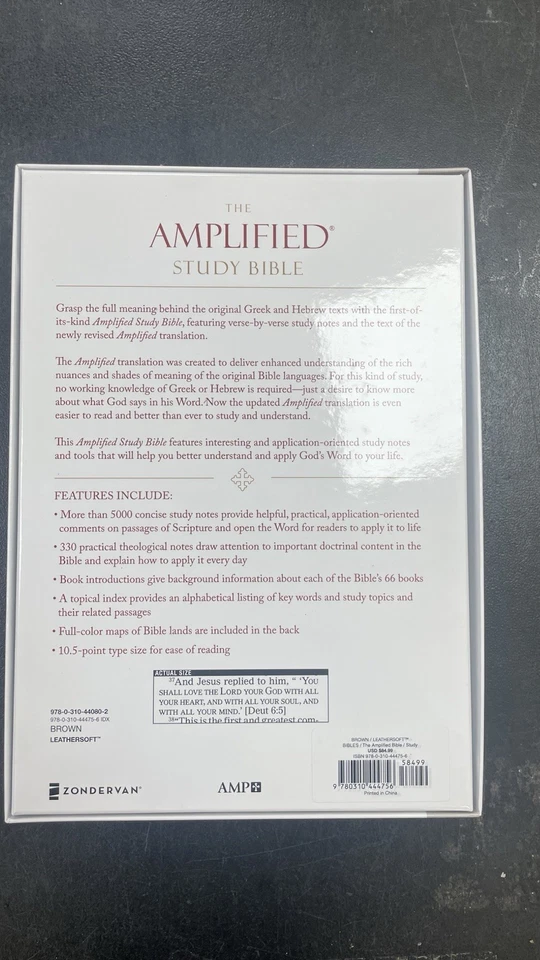 THE
AMPLIFIED®
STUDY BIBLE
Grasp the full meaning behind the original Greek and Hebrew texts with the first-of-
its-kind Amplified Study Bible, featuring verse-by-verse study notes and the text of the
newly revised Amplified translation.
The Amplified translation was created to deliver enhanced understanding of the rich
nuances and shades of meaning of the original Bible languages. For this kind of study,
no working knowledge of Greek or Hebrew is required—just a desire to know more
about what God says in his Word. Now the updated Amplified translation is even
easier to read and better than ever to study and understand.
This Amplified Study Bible features interesting and application-oriented study notes
and tools that will help you better understand and apply God's Word to your life.
FEATURES INCLUDE:
• More than 5000 concise study notes provide helpful, practical, application-oriented
comments on passages of Scripture and open the Word for readers to apply it to life
• 330 practical theological notes draw attention to important doctrinal content in the
Bible and explain how to apply it every day
• Book introductions give background information about each of the Bible's 66 books
• A topical index provides an alphabetical listing of key words and study topics and
their related passages
• Full-color maps of Bible lands are included in the back
• 10.5-point type size for ease of reading
ACTUAL SIZE
37And Jesus replied to him, " 'YOU
SHALL LOVE THE LORD YOUR GOD WITH ALL
YOUR HEART, AND WITH ALL YOUR SOUL, AND
WITH ALL YOUR MIND.' [Deut 6:5]
38"This is the first and greatest com-
978-0-310-44080-2
978-0-310-44475-6 IDX
BROWN
LEATHERSOFT™
BROWN / LEATHERSOFT™
BIBLES / The Amplified Bible / Study
USD $84.99
ISBN 978-0-310-44475-6
58499
9 780310 444756
Printed in China
ZONDERVAN®
AMP